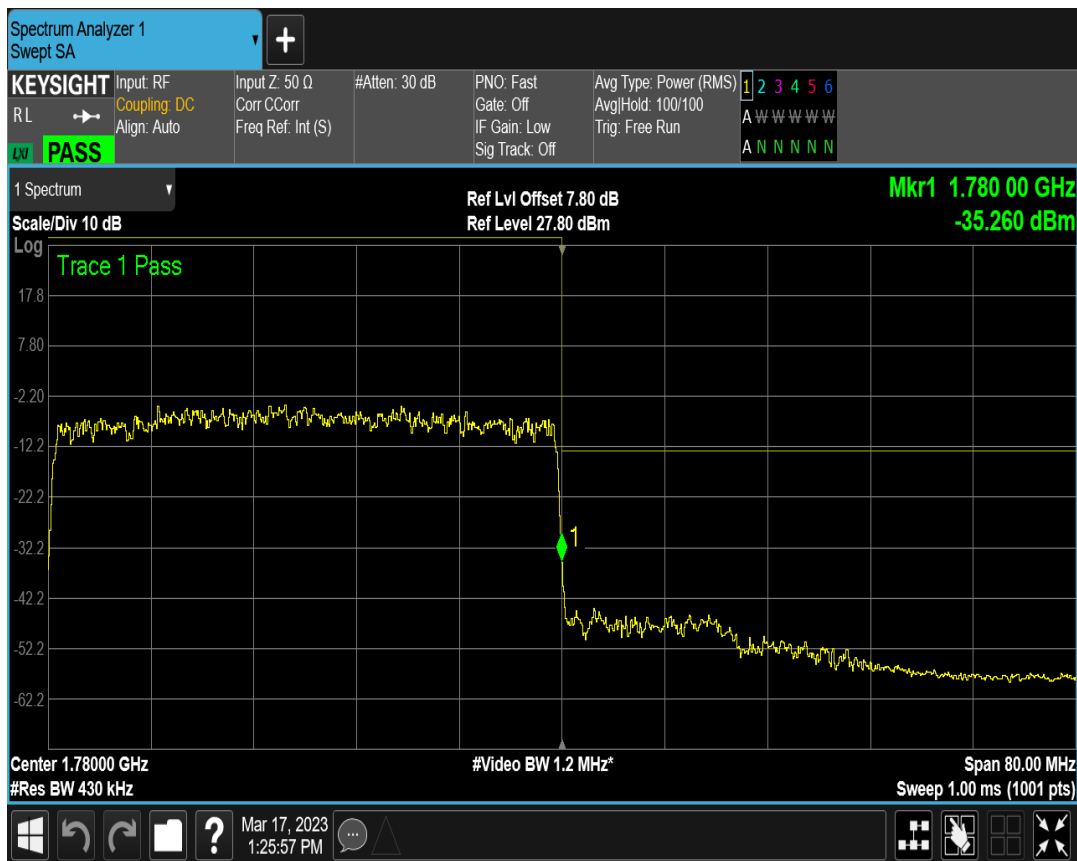 Spectrum Analyzer 1
Swept SA
KEYSIGHT
RL
LXI PASS
Input: RF
Coupling: DC
Align: Auto
Input Z: 50 Ω
Corr CCorr
Freq Ref: Int (S)
#Atten: 30 dB
PNO: Fast
Gate: Off
IF Gain: Low
Sig Track: Off
Avg Type: Power (RMS)
Avg|Hold: 100/100
Trig: Free Run
1 2 3 4 5 6
A W W W W W
A N N N N N
1 Spectrum
Scale/Div 10 dB
Ref Lvl Offset 7.80 dB
Ref Level 27.80 dBm
Mkr1 1.780 00 GHz
-35.260 dBm
Log
Trace 1 Pass
17.8
7.80
-2.20
-12.2
-22.2
-32.2
-42.2
-52.2
-62.2
1
Center 1.78000 GHz
#Res BW 430 kHz
#Video BW 1.2 MHz*
Span 80.00 MHz
Sweep 1.00 ms (1001 pts)
?
Mar 17, 2023
1:25:57 PM